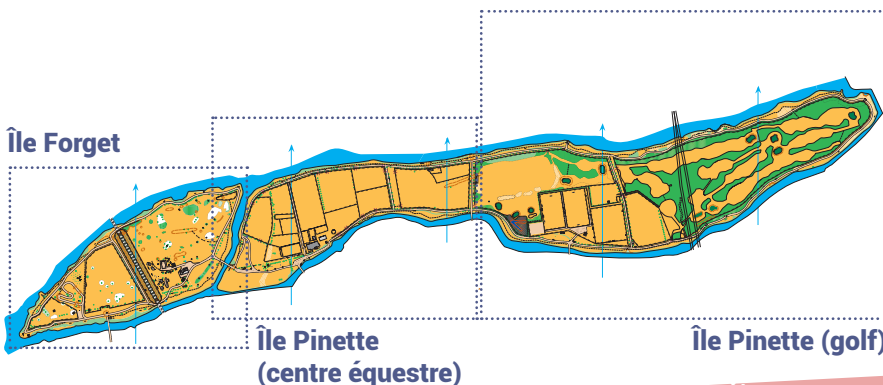 Île Forget
Île Pinette
(centre équestre)
Île Pinette (golf)